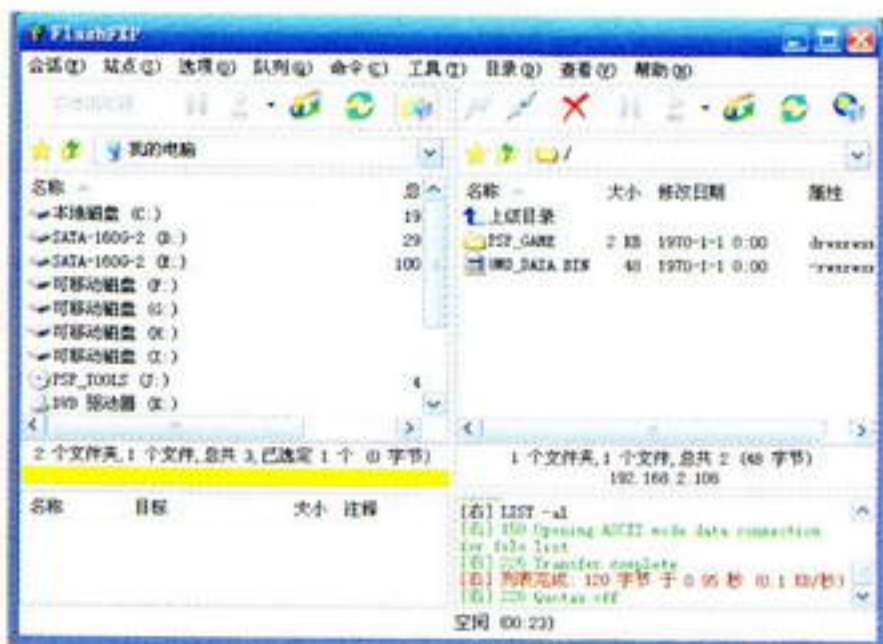 FlashFXP
会话(E) 站点(S) 选项(O) 队列(Q) 命令(C) 工具(T) 目录(D) 查看(V) 帮助(H)
我的电脑
/
名称 总
本地磁盘 (C:) 19
SATA-160G-2 (D:) 29
SATA-160G-2 (E:) 100
可移动磁盘 (F:)
可移动磁盘 (G:)
可移动磁盘 (H:)
可移动磁盘 (I:)
PSP_TOOLS (J:) 4
DVD 驱动器 (K:)
名称 大小 修改日期 属性
上级目录
PSP_GAME 2 KB 1970-1-1 0:00 drwxrwx
UMD_DATA.BIN 48 1970-1-1 0:00 -rwxrwx
2 个文件夹,1 个文件,总共 3,已选定 1 个 (0 字节)
1 个文件夹,1 个文件,总共 2 (48 字节)
192.168.2.106
名称 目标 大小 注释
[右] LIST -al
[右] 150 Opening ASCII mode data connection
for file list
[右] 226 Transfer complete
[右] 列表完成: 120 字节 于 0.95 秒 (0.1 KB/秒)
[右] 220 Quotas off
空闲 (00:23)